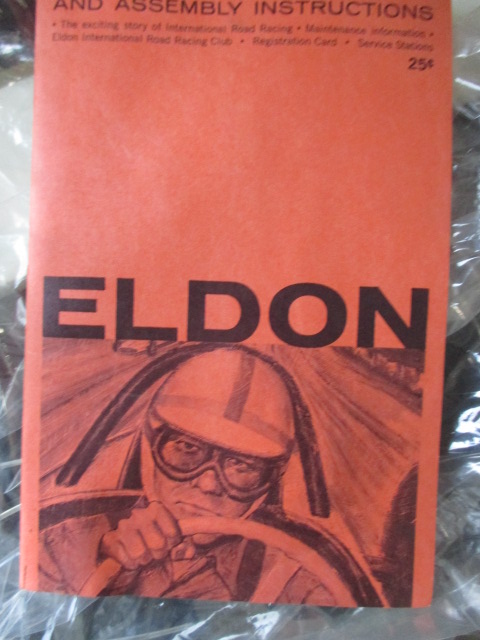 AND ASSEMBLY INSTRUCTIONS
• The exciting story of International Road Racing • Maintenance information •
Eldon International Road Racing Club • Registration Card • Service Stations
25¢
ELDON